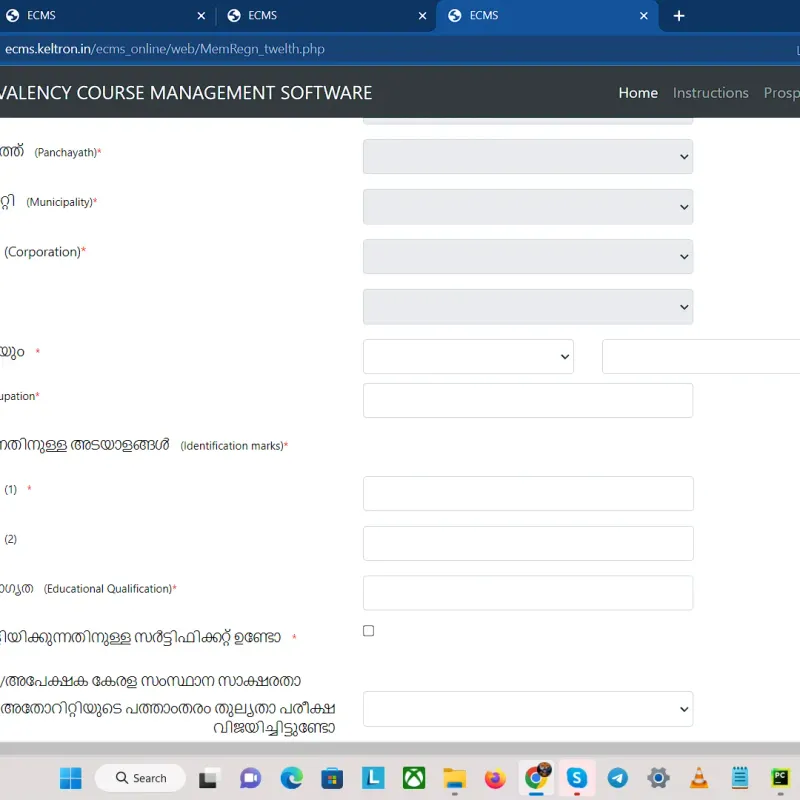 ECMS
ECMS
ECMS
ecms.keltron.in/ecms_online/web/MemRegn_twelth.php
VALENCY COURSE MANAGEMENT SOFTWARE
Home Instructions Prosp
ത്ത് (Panchayath)*
റ്റി (Municipality)*
(Corporation)*
യും *
upation*
നതിനുള്ള അടയാളങ്ങൾ (Identification marks)*
(1) *
(2)
ഗ്യത (Educational Qualification)*
ിയിക്കുന്നതിനുള്ള സർട്ടിഫിക്കറ്റ് ഉണ്ടോ *
/അപേക്ഷക കേരള സംസ്ഥാന സാക്ഷരതാ
അതോറിറ്റിയുടെ പത്താംതരം തുല്യതാ പരീക്ഷ
വിജയിച്ചിട്ടുണ്ടോ
Search